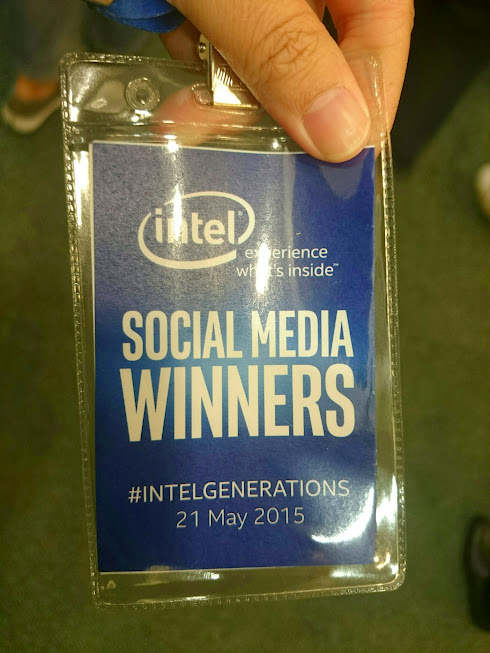 intel
experience
what's inside™
SOCIAL MEDIA
WINNERS
#INTELGENERATIONS
21 May 2015